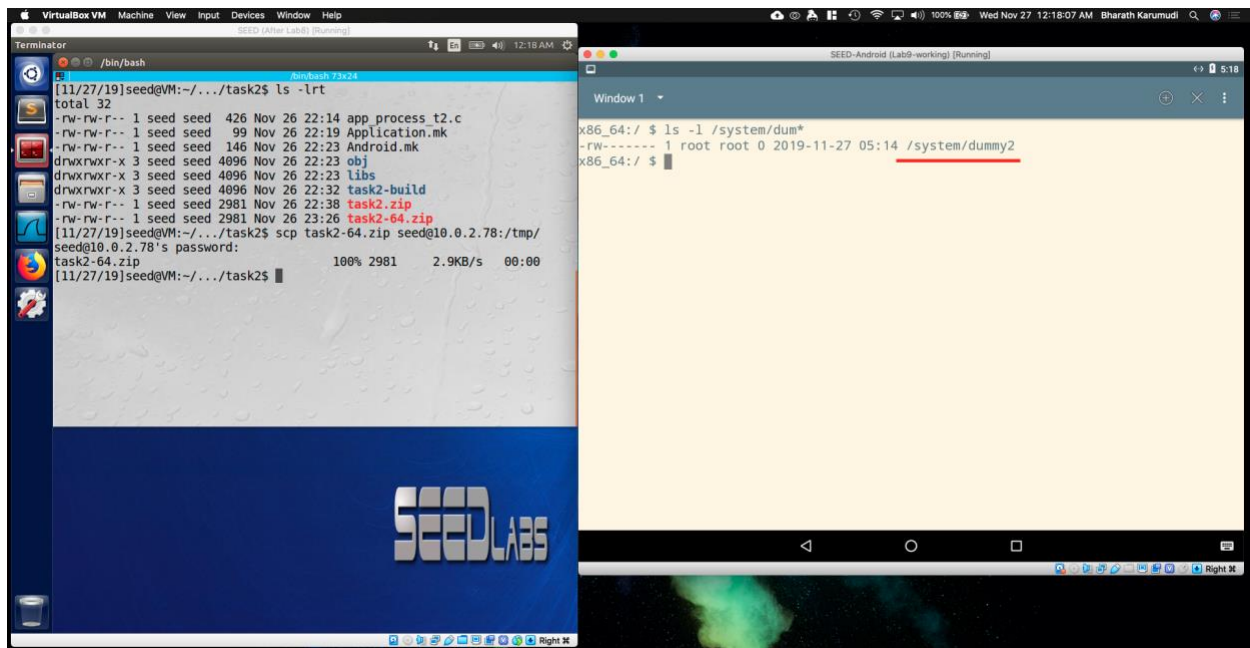 VirtualBox VM Machine View Input Devices Window Help
100% Wed Nov 27 12:18:07 AM Bharath Karumudi
SEED (After Lab8) [Running]
Terminator
En 12:18 AM
/bin/bash
/bin/bash 73x24
[11/27/19]seed@VM:~/.../task2$ ls -lrt
total 32
-rw-rw-r-- 1 seed seed  426 Nov 26 22:14 app_process_t2.c
-rw-rw-r-- 1 seed seed   99 Nov 26 22:19 Application.mk
-rw-rw-r-- 1 seed seed  146 Nov 26 22:23 Android.mk
drwxrwxr-x 3 seed seed 4096 Nov 26 22:23 obj
drwxrwxr-x 3 seed seed 4096 Nov 26 22:23 libs
drwxrwxr-x 3 seed seed 4096 Nov 26 22:32 task2-build
-rw-rw-r-- 1 seed seed 2981 Nov 26 22:38 task2.zip
-rw-rw-r-- 1 seed seed 2981 Nov 26 23:26 task2-64.zip
[11/27/19]seed@VM:~/.../task2$ scp task2-64.zip seed@10.0.2.78:/tmp/
seed@10.0.2.78's password:
task2-64.zip 100% 2981 2.9KB/s 00:00
[11/27/19]seed@VM:~/.../task2$
SEEDLABS
Right ⌘
SEED-Android (Lab9-working) [Running]
5:18
Window 1
x86_64:/ $ ls -l /system/dum*
-rw------- 1 root root 0 2019-11-27 05:14 /system/dummy2
x86_64:/ $
Right ⌘